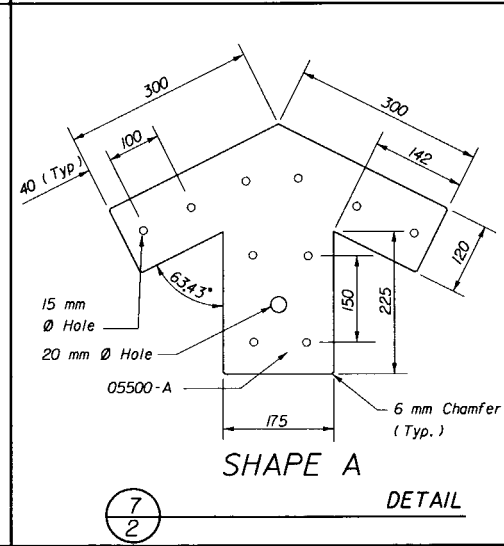 300
300
100
142
40 (Typ)
120
63.43°
15 mm
Ø Hole
150
225
20 mm Ø Hole
05500-A
175
6 mm Chamfer
(Typ.)
SHAPE A
7
2
DETAIL